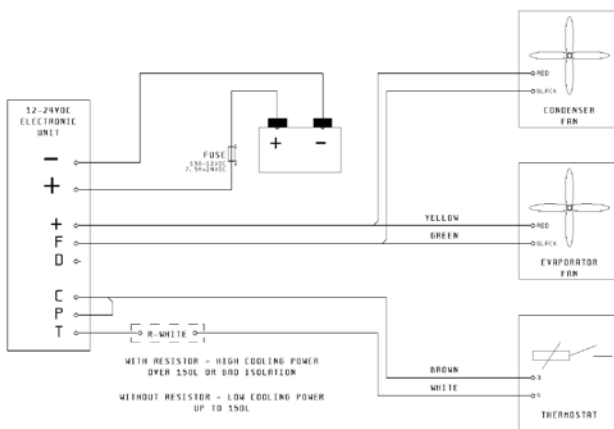 12-24VDC
ELECTRONIC
UNIT
-
+
+
F
D
C
P
T
FUSE
15A-12VDC
7.5A-24VDC
+ -
R-WHITE
WITH RESISTOR - HIGH COOLING POWER
OVER 150L OR BAD ISOLATION
WITHOUT RESISTOR - LOW COOLING POWER
UP TO 150L
YELLOW
GREEN
BROWN
WHITE
RED
BLACK
CONDENSER
FAN
RED
BLACK
EVAPORATOR
FAN
THERMOSTAT